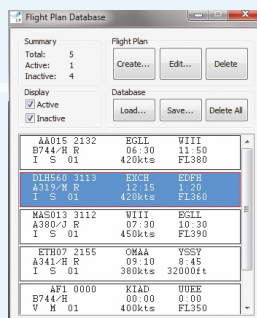 Flight Plan Database
Summary
Total: 5
Active: 1
Inactive: 4
Flight Plan
Create... Edit... Delete
Display
Active
Inactive
Database
Load... Save... Delete All
AA015 2132 EGLL WIII
B744/H R 06:30 11:50
I S 01 420kts FL380
DLH560 3113 EXCH EDFH
A319/M R 12:15 1:20
I S 01 420kts FL360
MAS013 3112 WIII EGLL
A380/J R 07:30 10:30
I S 01 450kts FL390
ETH07 2155 OMAA YSSY
A341/H R 09:10 8:45
I S 01 380kts 32000ft
AF1 0000 KIAD UUEE
B744/H 00:00 0:00
V M 01 400kts FL350